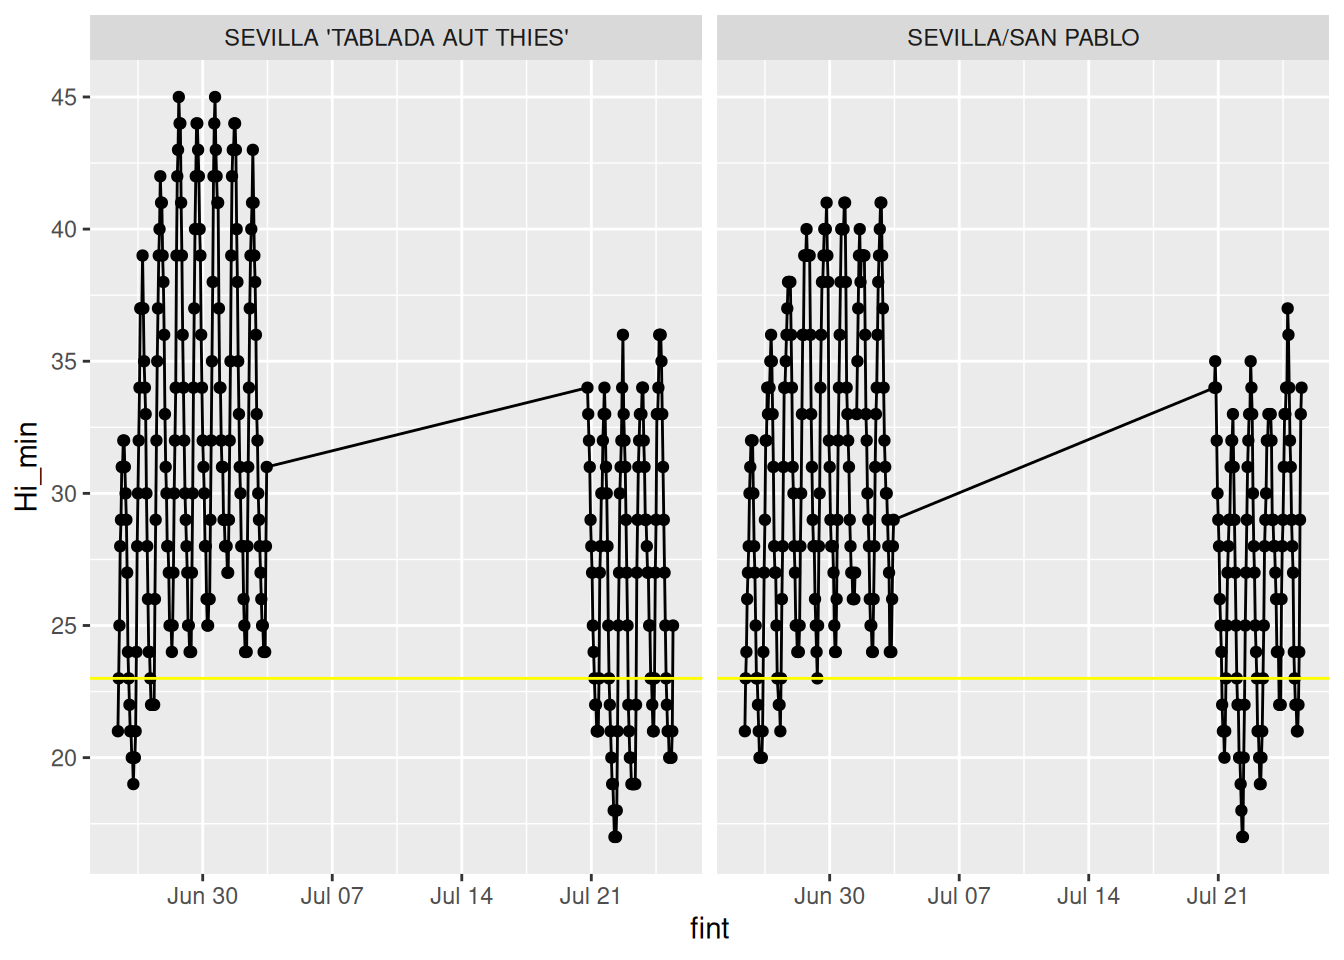 SEVILLA 'TABLADA AUT THIES'
SEVILLA/SAN PABLO
45
40
35
30
25
20
Hi_min
Jun 30
Jul 07
Jul 14
Jul 21
Jun 30
Jul 07
Jul 14
Jul 21
fint